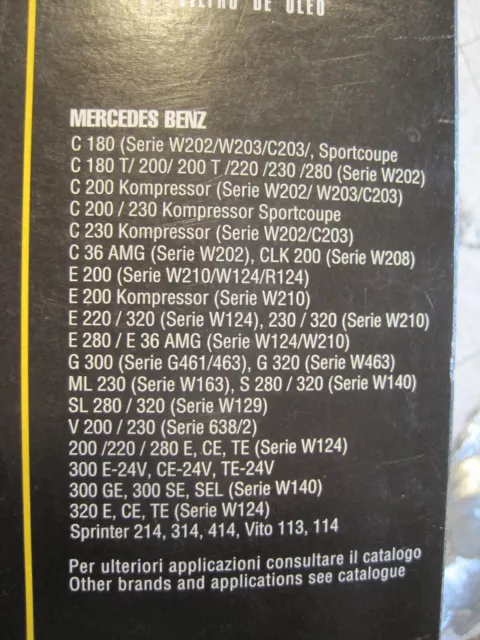 FILTRO DE OLEO
MERCEDES BENZ
C 180 (Serie W202/W203/C203/, Sportcoupe
C 180 T/ 200/ 200 T /220 /230 /280 (Serie W202)
C 200 Kompressor (Serie W202/ W203/C203)
C 200 / 230 Kompressor Sportcoupe
C 230 Kompressor (Serie W202/C203)
C 36 AMG (Serie W202), CLK 200 (Serie W208)
E 200 (Serie W210/W124/R124)
E 200 Kompressor (Serie W210)
E 220 / 320 (Serie W124), 230 / 320 (Serie W210)
E 280 / E 36 AMG (Serie W124/W210)
G 300 (Serie G461/463), G 320 (Serie W463)
ML 230 (Serie W163), S 280 / 320 (Serie W140)
SL 280 / 320 (Serie W129)
V 200 / 230 (Serie 638/2)
200 /220 / 280 E, CE, TE (Serie W124)
300 E-24V, CE-24V, TE-24V
300 GE, 300 SE, SEL (Serie W140)
320 E, CE, TE (Serie W124)
Sprinter 214, 314, 414, Vito 113, 114
Per ulteriori applicazioni consultare il catalogo
Other brands and applications see catalogue